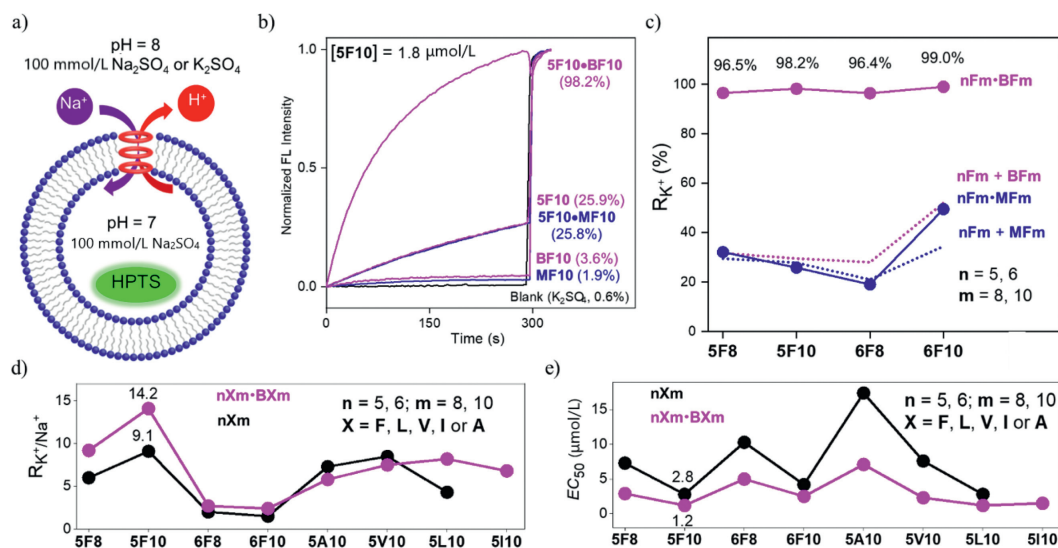 a)
pH = 8
100 mmol/L Na₂SO₄ or K₂SO₄
Na⁺
H⁺
pH = 7
100 mmol/L Na₂SO₄
HPTS
b)
Normalized FL Intensity
1.0
0.5
0.0
[5F10] = 1.8 μmol/L
5F10•BF10
(98.2%)
5F10 (25.9%)
5F10•MF10
(25.8%)
BF10 (3.6%)
MF10 (1.9%)
Blank (K₂SO₄, 0.6%)
0
150
300
Time (s)
c)
R_K⁺ (%)
100
80
60
40
20
0
96.5%
98.2%
96.4%
99.0%
nFm•BFm
nFm + BFm
nFm•MFm
nFm + MFm
n = 5, 6
m = 8, 10
5F8
5F10
6F8
6F10
d)
R_K⁺/Na⁺
15
10
5
0
14.2
9.1
nXm•BXm
nXm
n = 5, 6; m = 8, 10
X = F, L, V, I or A
5F8
5F10
6F8
6F10
5A10
5V10
5L10
5I10
e)
EC₅₀ (μmol/L)
15
10
5
0
nXm
nXm•BXm
2.8
1.2
n = 5, 6; m = 8, 10
X = F, L, V, I or A
5F8
5F10
6F8
6F10
5A10
5V10
5L10
5I10